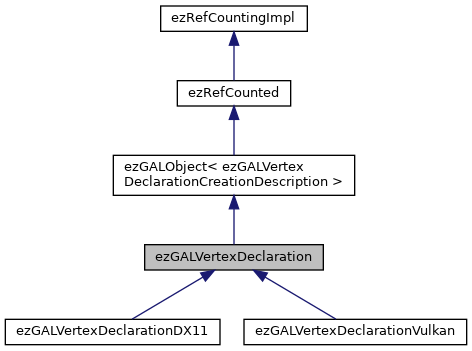 ezRefCountingImpl
ezRefCounted
ezGALObject< ezGALVertex
DeclarationCreationDescription >
ezGALVertexDeclaration
ezGALVertexDeclarationDX11
ezGALVertexDeclarationVulkan